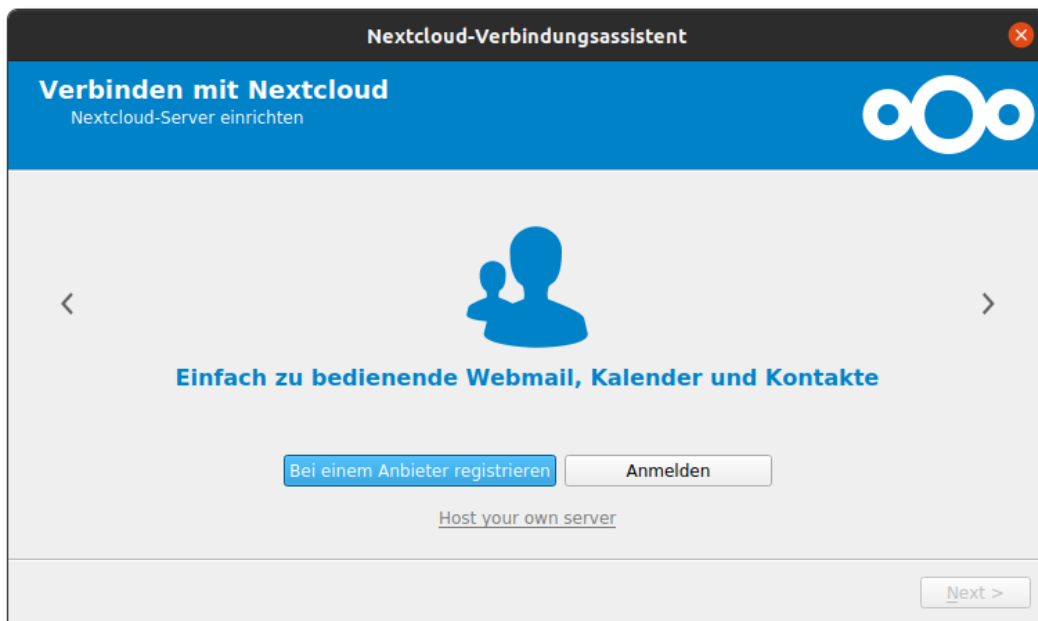 Nextcloud-Verbindungsassistent
Verbinden mit Nextcloud
Nextcloud-Server einrichten
Einfach zu bedienende Webmail, Kalender und Kontakte
Bei einem Anbieter registrieren
Anmelden
Host your own server
Next >